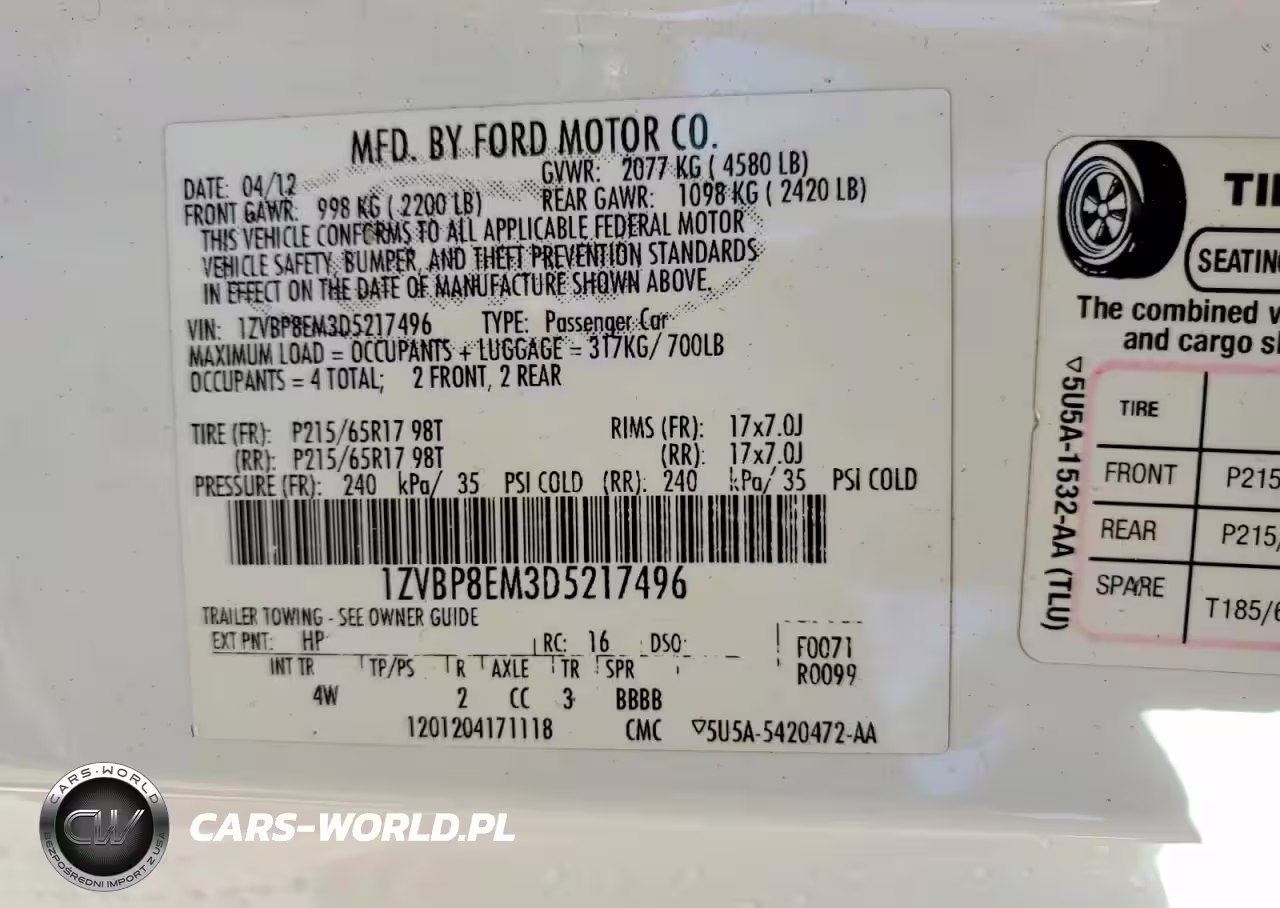 MFD. BY FORD MOTOR CO.
DATE: 04/12 GVWR: 2077 KG ( 4580 LB)
FRONT GAWR: 998 KG ( 2200 LB) REAR GAWR: 1098 KG ( 2420 LB)
THIS VEHICLE CONFORMS TO ALL APPLICABLE FEDERAL MOTOR
VEHICLE SAFETY, BUMPER, AND THEFT PREVENTION STANDARDS
IN EFFECT ON THE DATE OF MANUFACTURE SHOWN ABOVE.
VIN: 1ZVBP8EM3D5217496 TYPE: Passenger Car
MAXIMUM LOAD = OCCUPANTS + LUGGAGE = 317KG/ 700LB
OCCUPANTS = 4 TOTAL; 2 FRONT, 2 REAR
TIRE (FR): P215/65R17 98T RIMS (FR): 17x7.0J
(RR): P215/65R17 98T (RR): 17x7.0J
PRESSURE (FR): 240 kPa/ 35 PSI COLD (RR): 240 kPa/ 35 PSI COLD
1ZVBP8EM3D5217496
TRAILER TOWING - SEE OWNER GUIDE
EXT PNT: HP RC: 16 DSO: F0071
INT TR TP/PS R AXLE TR SPR R0099
4W 2 CC 3 BBBB
1201204171118 CMC ▽5U5A-5420472-AA
TI
SEATIN
The combined w
and cargo s
▽5U5A-1532-AA (TLU)
TIRE
FRONT P215
REAR P215/
SPARE T185/6
CARS-WORLD
CW
BEZPOŚREDNI IMPORT Z USA
CARS-WORLD.PL